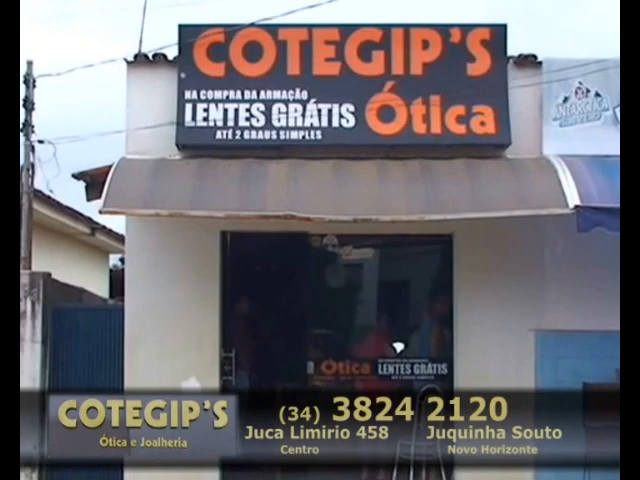 COTEGIP'S
NA COMPRA DA ARMAÇÃO
LENTES GRÁTIS
ATÉ 2 GRAUS SIMPLES
Ótica
ANTARCTICA
Ótica
LENTES GRÁTIS
COTEGIP'S
Ótica e Joalheria
(34) 3824 2120
Juca Limirio 458 Juquinha Souto
Centro Novo Horizonte